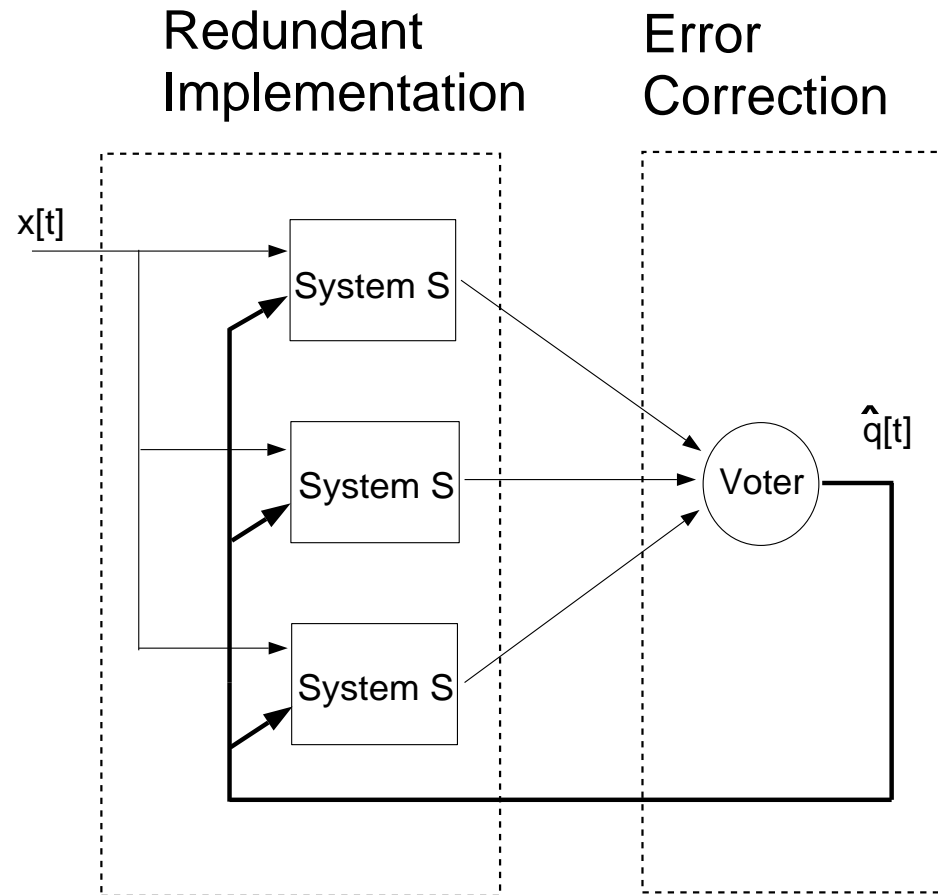 Redundant
Implementation
Error
Correction
x[t]
System S
System S
System S
Voter
q̂[t]